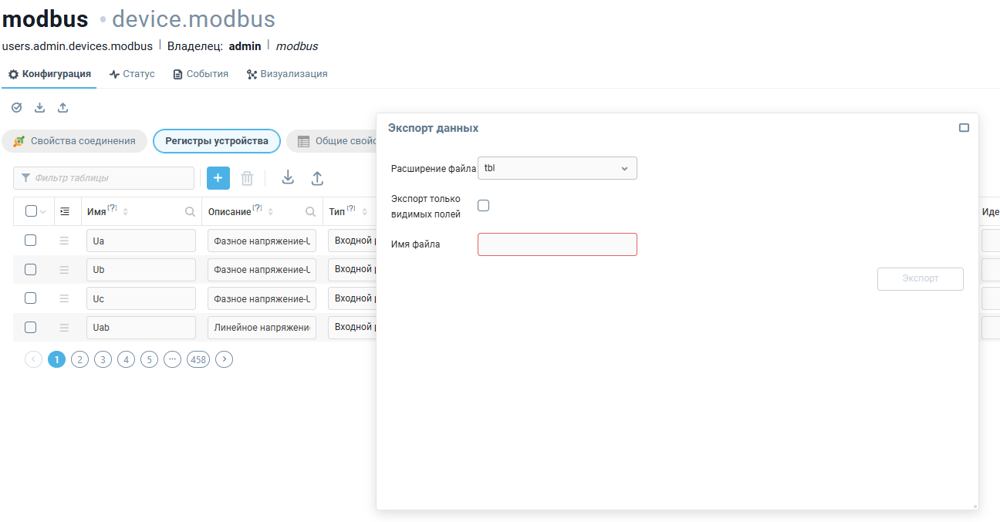 modbus • device.modbus
users.admin.devices.modbus | Владелец: admin | modbus
Конфигурация Статус События Визуализация
Экспорт данных
Свойства соединения Регистры устройства Общие свойс
Расширение файла tbl
Фильтр таблицы
Экспорт только
видимых полей
Имя[?] Описание[?] Тип[?] Иде
Ua Фазное напряжение-U Входной р
Имя файла
Ub Фазное напряжение-U Входной р
Экспорт
Uc Фазное напряжение-U Входной р
Uab Линейное напряжени Входной р
1 2 3 4 5 ... 458